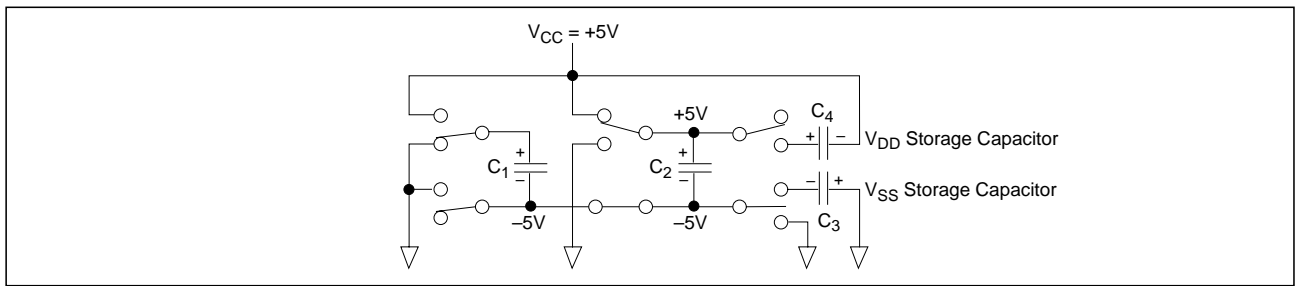 V_CC = +5V
+5V
C_4
+ −
V_DD Storage Capacitor
+
C_1
−
+
C_2
−
− +
V_SS Storage Capacitor
−5V
−5V
C_3